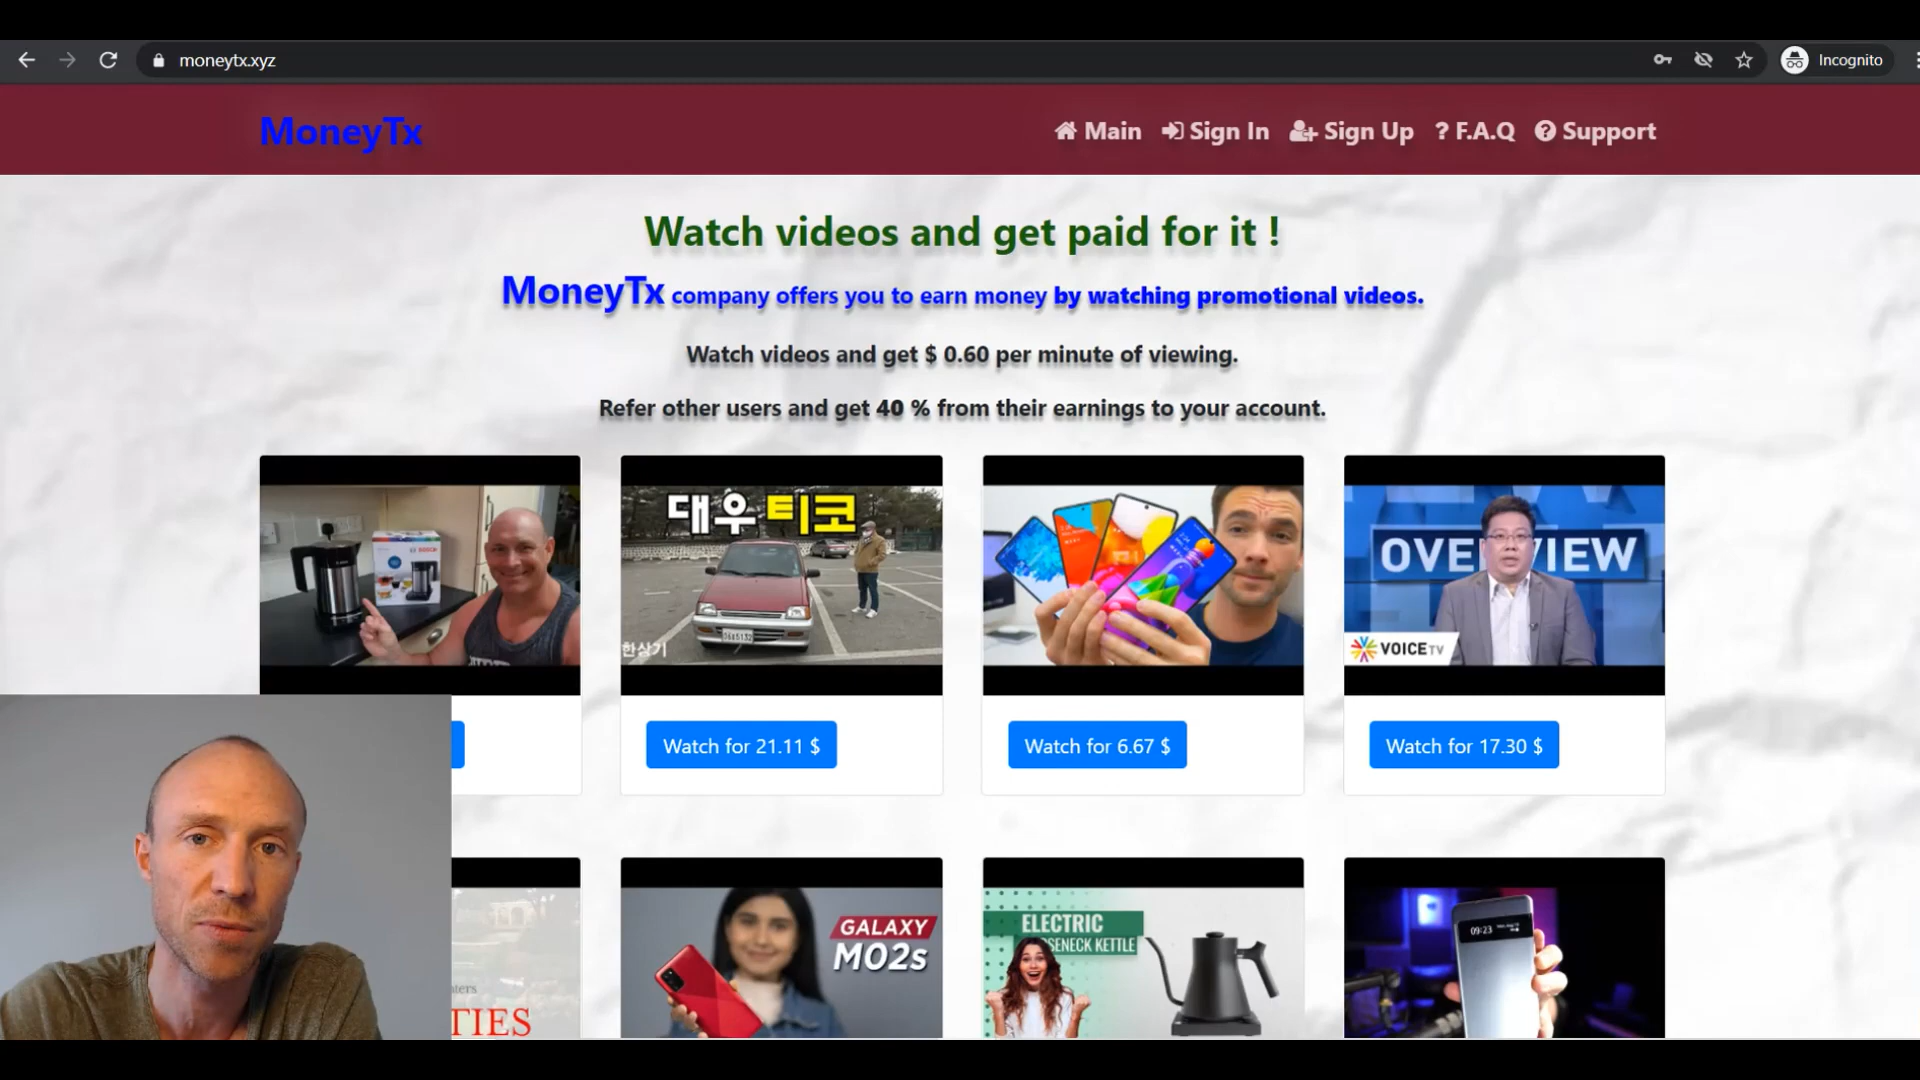 moneytx.xyz
Incognito
MoneyTx
Main
Sign In
Sign Up
? F.A.Q
Support
Watch videos and get paid for it !
MoneyTx company offers you to earn money by watching promotional videos.
Watch videos and get $ 0.60 per minute of viewing.
Refer other users and get 40 % from their earnings to your account.
BOSCH
대우 티코
한상기
OVERVIEW
VOICE TV
Watch for 21.11 $
Watch for 6.67 $
Watch for 17.30 $
TIES
GALAXY
M02s
ELECTRIC
SENECK KETTLE
09:23